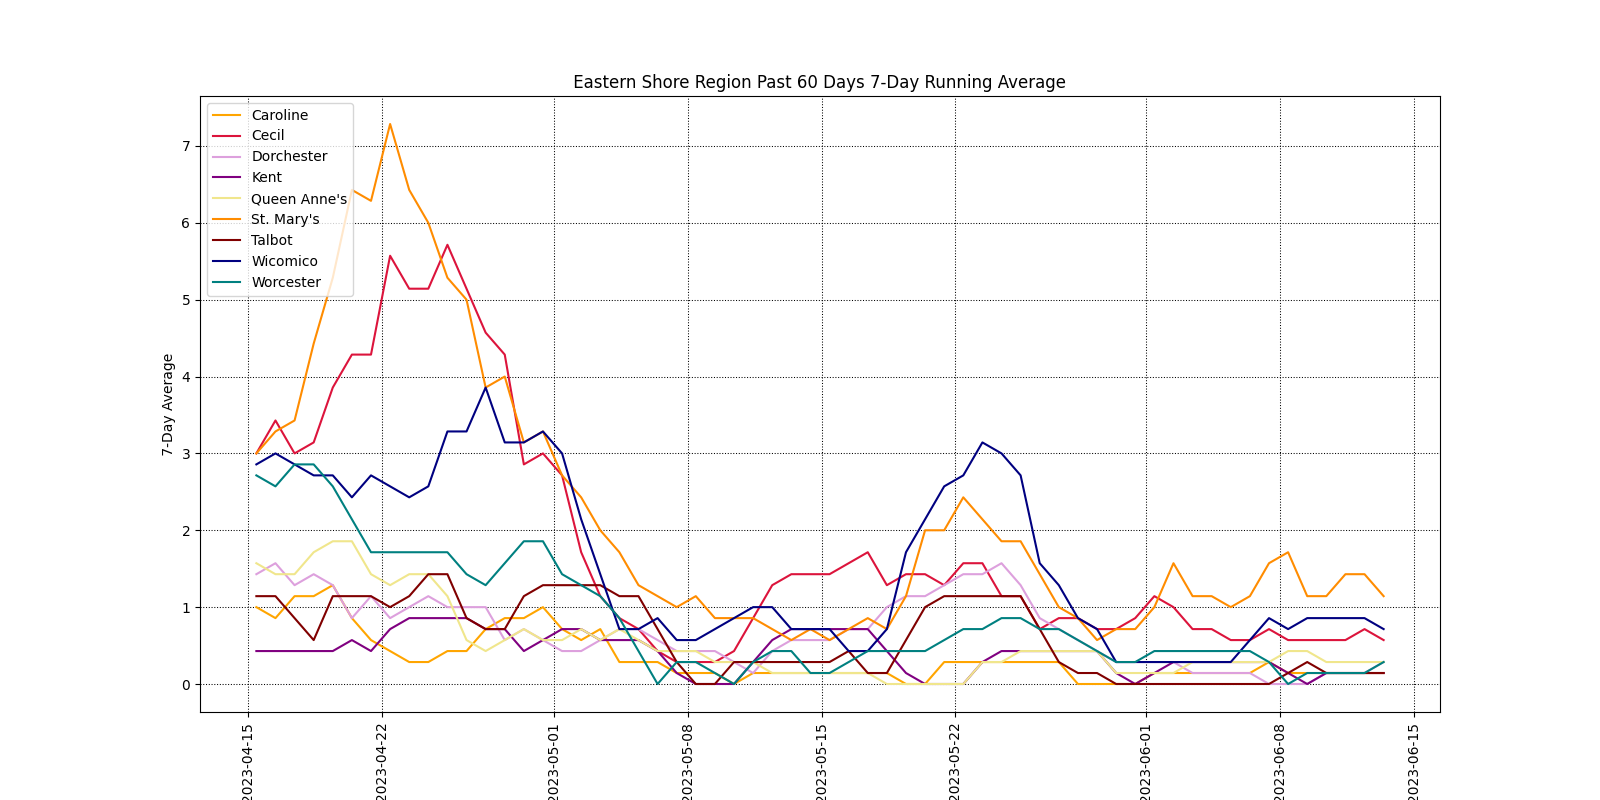 Eastern Shore Region Past 60 Days 7-Day Running Average
Caroline
Cecil
Dorchester
Kent
Queen Anne's
St. Mary's
Talbot
Wicomico
Worcester
7-Day Average
7
6
5
4
3
2
1
0
2023-04-15
2023-04-22
2023-05-01
2023-05-08
2023-05-15
2023-05-22
2023-06-01
2023-06-08
2023-06-15